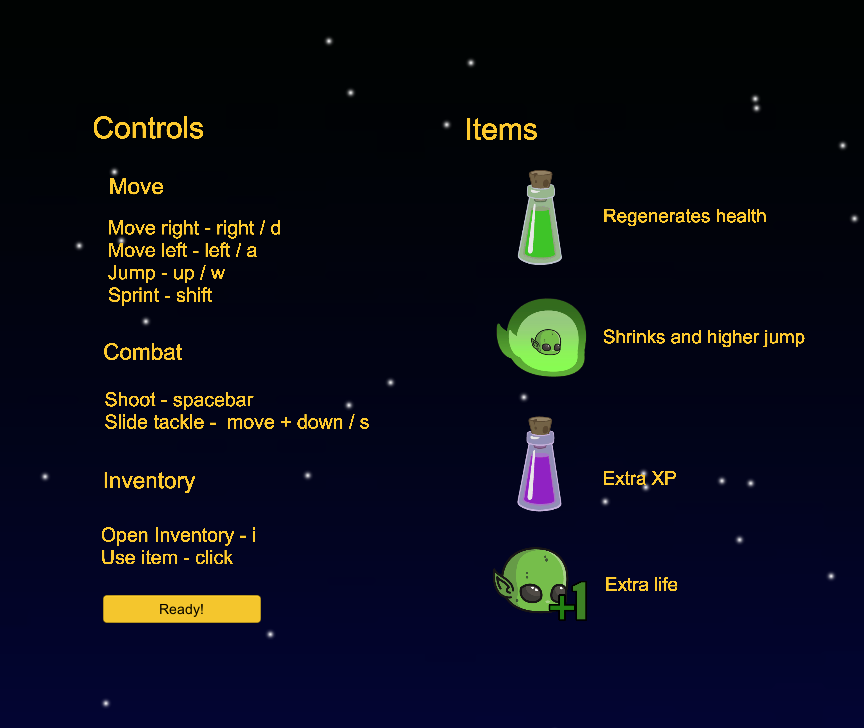 Controls
Move
Move right - right / d
Move left - left / a
Jump - up / w
Sprint - shift
Combat
Shoot - spacebar
Slide tackle -  move + down / s
Inventory
Open Inventory - i
Use item - click
Ready!
Items
Regenerates health
Shrinks and higher jump
Extra XP
+1
Extra life